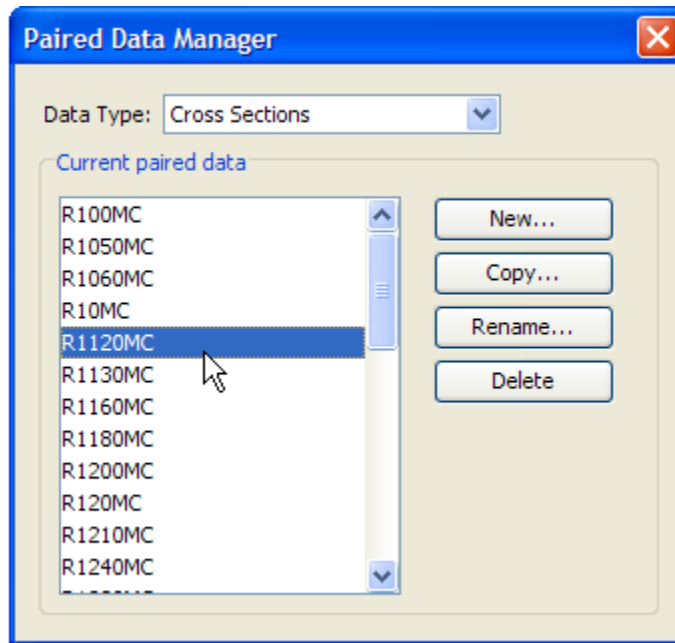 Paired Data Manager
Data Type: Cross Sections
Current paired data
R100MC
R1050MC
R1060MC
R10MC
R1120MC
R1130MC
R1160MC
R1180MC
R1200MC
R120MC
R1210MC
R1240MC
New...
Copy...
Rename...
Delete